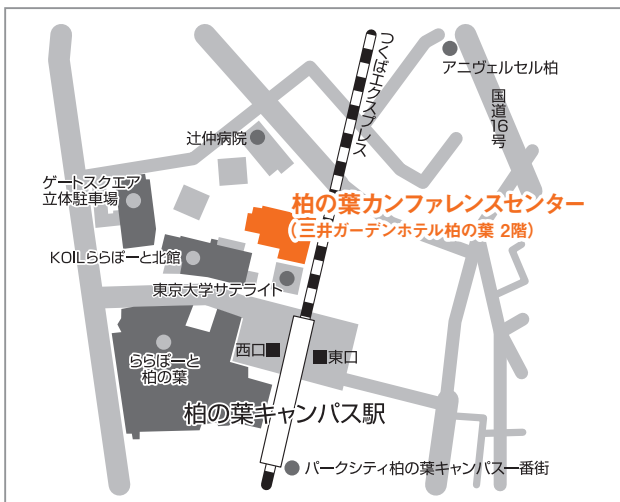 つくばエクスプレス
アニヴェルセル柏
国道16号
辻仲病院
ゲートスクエア
立体駐車場
柏の葉カンファレンスセンター
(三井ガーデンホテル柏の葉 2階)
KOILららぽーと北館
東京大学サテライト
西口
東口
ららぽーと
柏の葉
柏の葉キャンパス駅
パークシティ柏の葉キャンパス一番街